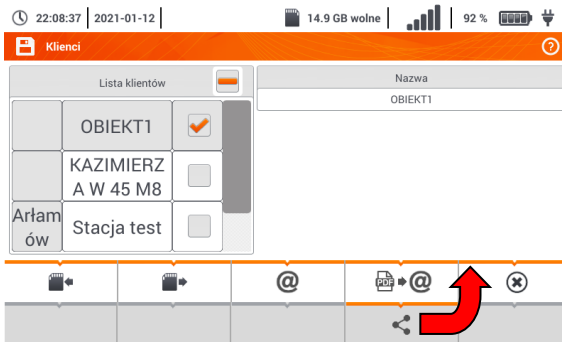 22:08:37 2021-01-12 14.9 GB wolne 92 %
Klienci ?
Lista klientów
Nazwa
OBIEKT1
OBIEKT1
KAZIMIERZ
A W 45 M8
Arłam
ów
Stacja test
@ PDF @